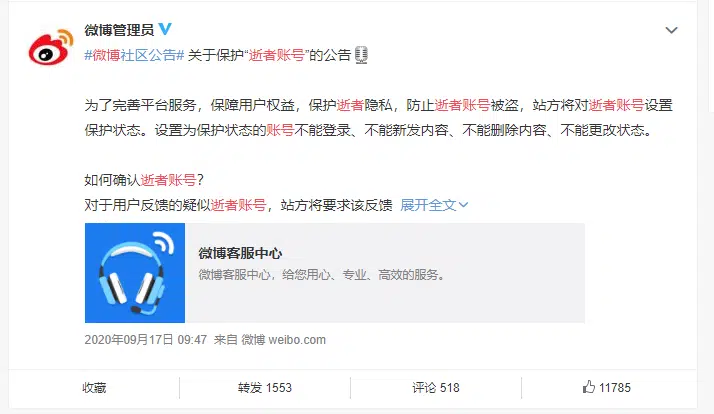 微博管理员
#微博社区公告# 关于保护“逝者账号”的公告
为了完善平台服务，保障用户权益，保护逝者隐私，防止逝者账号被盗，站方将对逝者账号设置
保护状态。设置为保护状态的账号不能登录、不能新发内容、不能删除内容、不能更改状态。
如何确认逝者账号？
对于用户反馈的疑似逝者账号，站方将要求该反馈 展开全文
微博客服中心
微博客服中心，给您用心、专业、高效的服务。
2020年09月17日 09:47 来自 微博 weibo.com
收藏 转发 1553 评论 518 11785